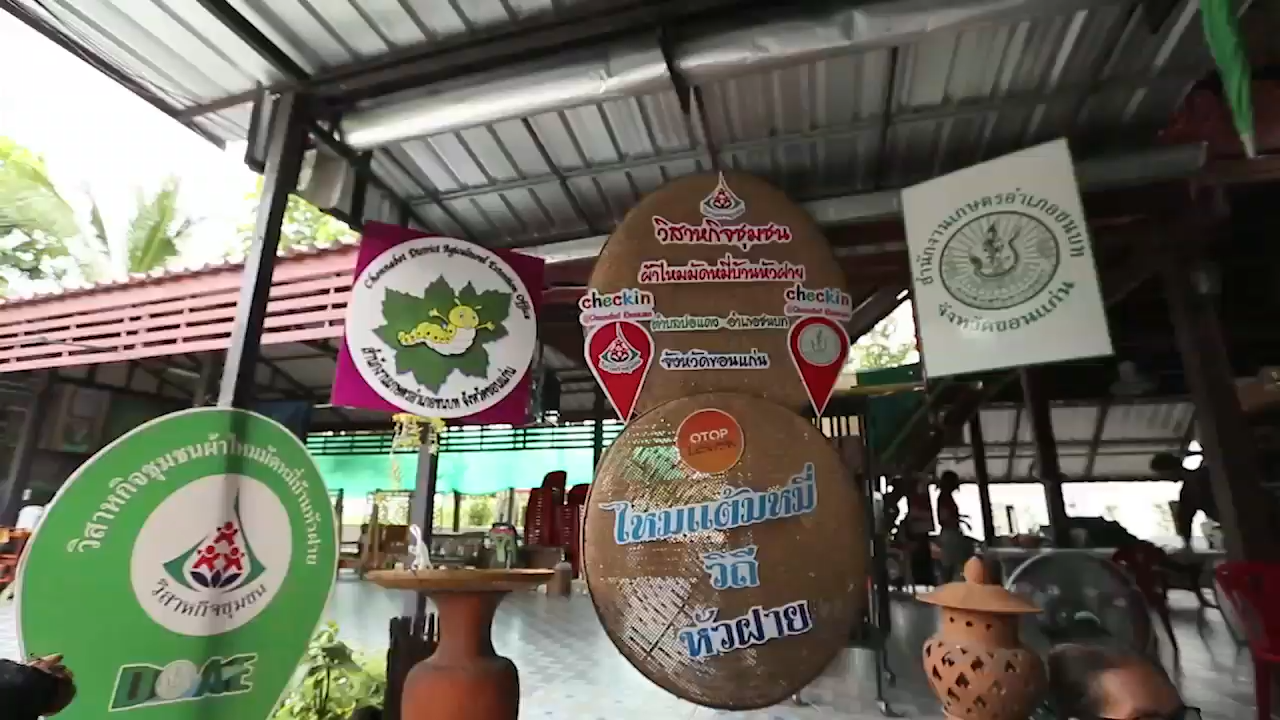 Channabot District Agricultural Extension Office
สำนักงานเกษตรอำเภอชนบท จังหวัดขอนแก่น
วิสาหกิจชุมชน
ผ้าไหมมัดหมี่บ้านหัวฝาย
checkin
checkin
ตำบลปอแดง อำเภอชนบท
จังหวัดขอนแก่น
สำนักงานเกษตรอำเภอชนบท
จังหวัดขอนแก่น
วิสาหกิจชุมชนผ้าไหมมัดหมี่บ้านหัวฝาย
วิสาหกิจชุมชน
DOAE
OTOP
ไหมแต้มหมี่
วิถี
หัวฝาย